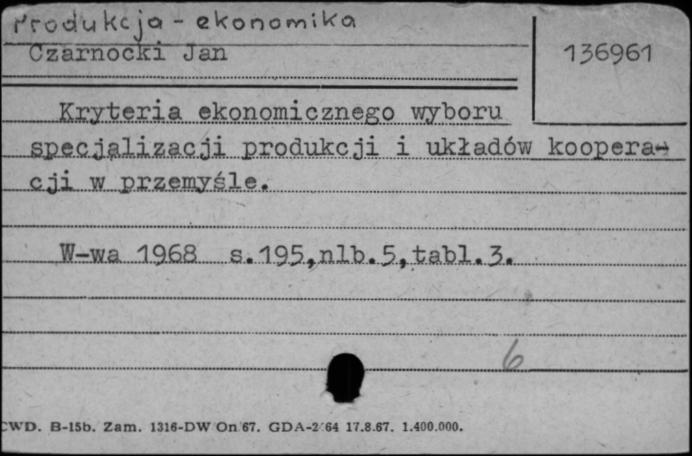 Produkcja - ekonomika
Czarnocki Jan
136961
Kryteria ekonomicznego wyboru
specjalizacji produkcji i układów koopera-
cji w przemyśle.
W-wa 1968 s.195,nlb.5,tabl.3.
6
CWD. B-15b. Zam. 1316-DW On 67. GDA-2/64 17.8.67. 1.400.000.